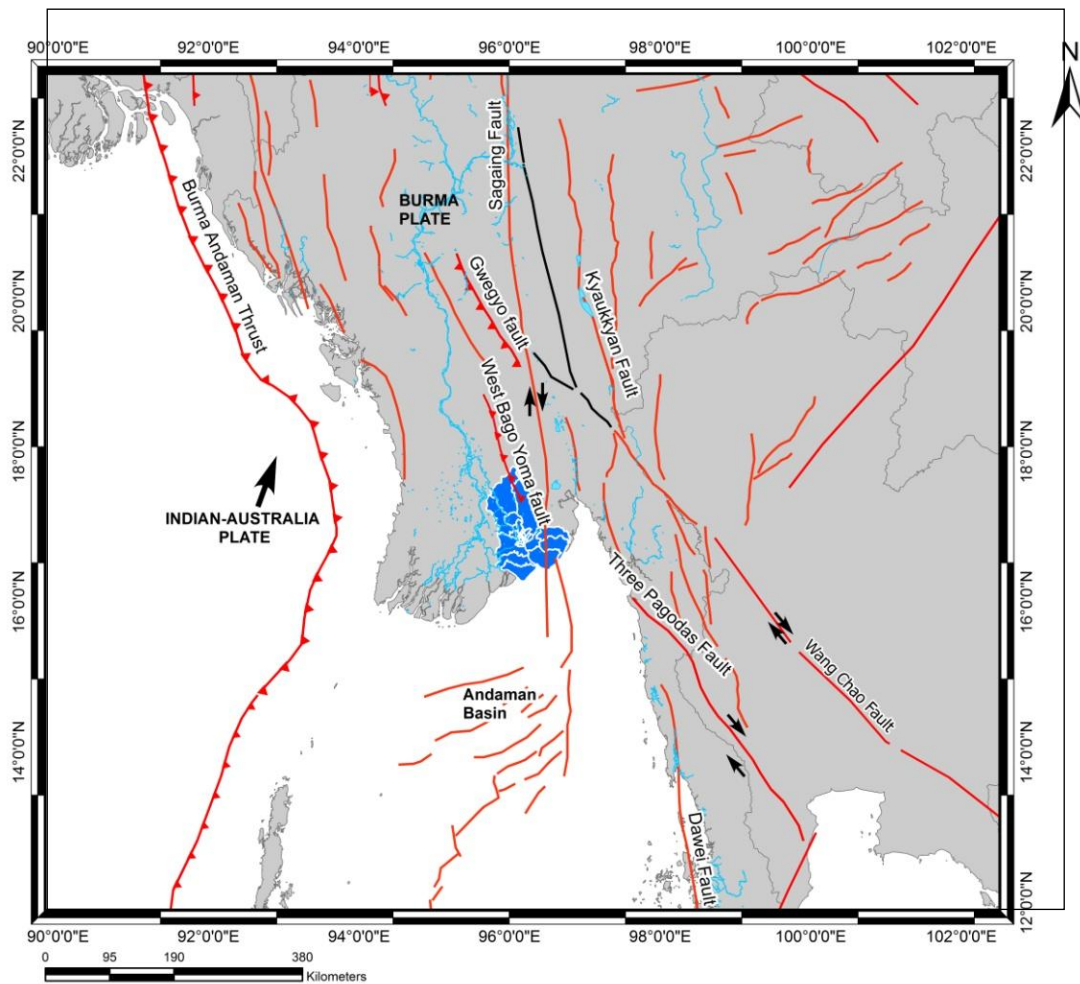 90°0'0"E 92°0'0"E 94°0'0"E 96°0'0"E 98°0'0"E 100°0'0"E 102°0'0"E
N
22°0'0"N
20°0'0"N
18°0'0"N
16°0'0"N
14°0'0"N
12°0'0"N
Burma Andaman Thrust
BURMA
PLATE
Sagaing Fault
Gwegyo fault
Kyaukkyan Fault
West Bago Yoma fault
INDIAN-AUSTRALIA
PLATE
Three Pagodas Fault
Wang Chao Fault
Andaman
Basin
Dawei Fault
22°0'0"N
20°0'0"N
18°0'0"N
16°0'0"N
14°0'0"N
12°0'0"N
90°0'0"E 92°0'0"E 94°0'0"E 96°0'0"E 98°0'0"E 100°0'0"E 102°0'0"E
0 95 190 380
Kilometers